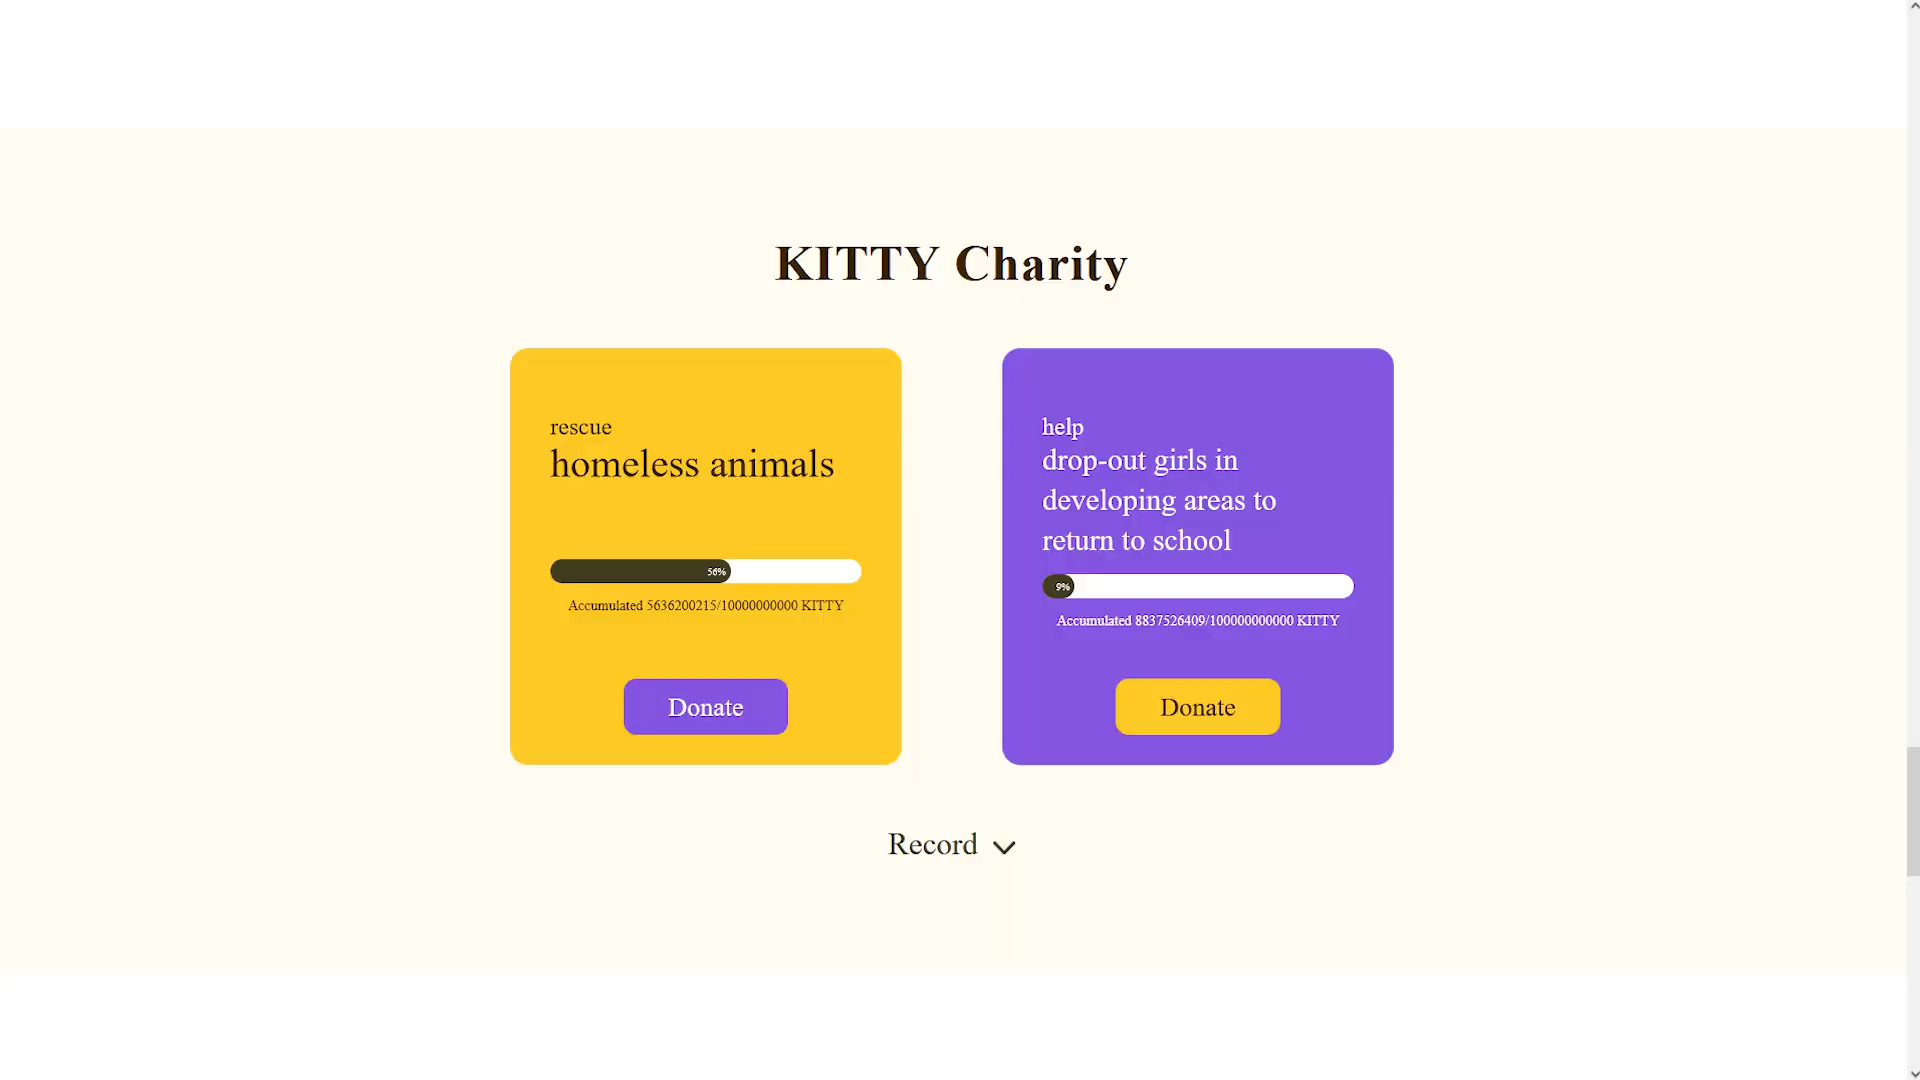 KITTY Charity
rescue
homeless animals
56%
Accumulated 5636200215/10000000000 KITTY
Donate
help
drop-out girls in
developing areas to
return to school
9%
Accumulated 8837526409/100000000000 KITTY
Donate
Record